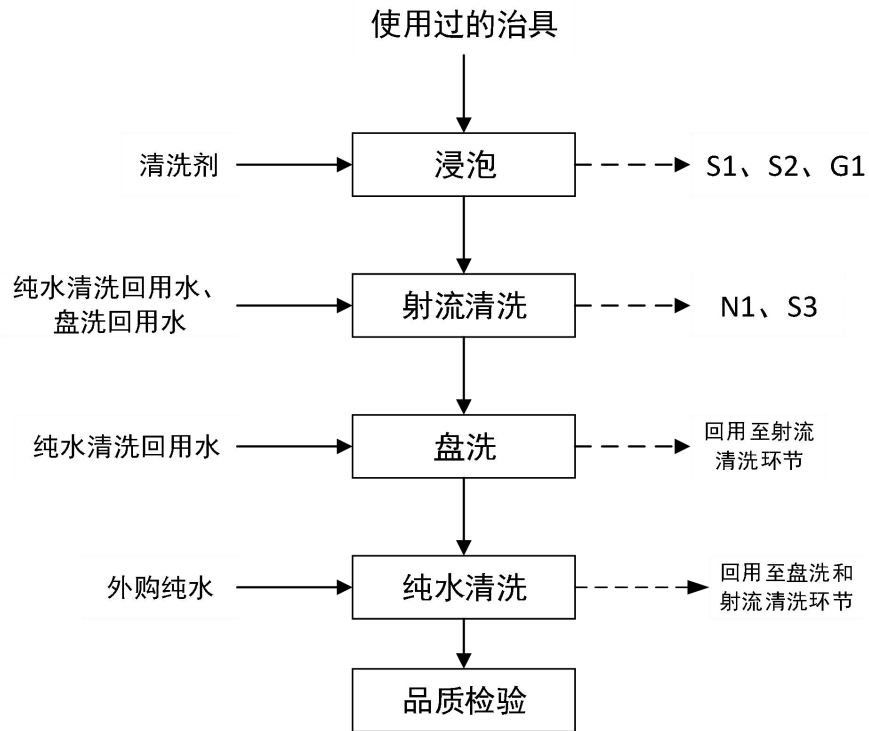 使用过的治具
清洗剂
浸泡
S1、S2、G1
纯水清洗回用水、
盘洗回用水
射流清洗
N1、S3
纯水清洗回用水
盘洗
回用至射流
清洗环节
外购纯水
纯水清洗
回用至盘洗和
射流清洗环节
品质检验